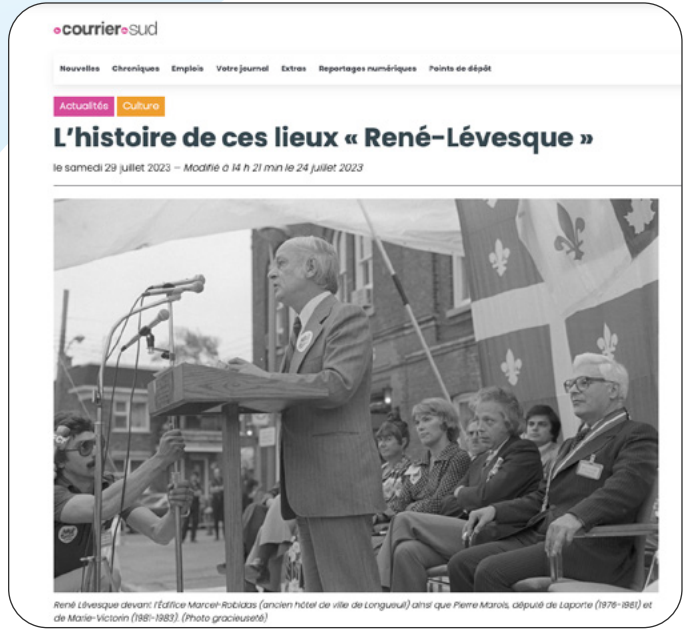 le courrier du sud
Nouvelles Chroniques Emplois Votre journal Extras Reportages numériques Points de dépôt
Actualités Culture
L’histoire de ces lieux « René-Lévesque »
le samedi 29 juillet 2023 – Modifié à 14 h 21 min le 24 juillet 2023
René Lévesque devant l’Édifice Marcel-Robidas (ancien hôtel de ville de Longueuil) ainsi que Pierre Marois, député de Laporte (1976-1981) et
de Marie-Victorin (1981-1983). (Photo gracieuseté)